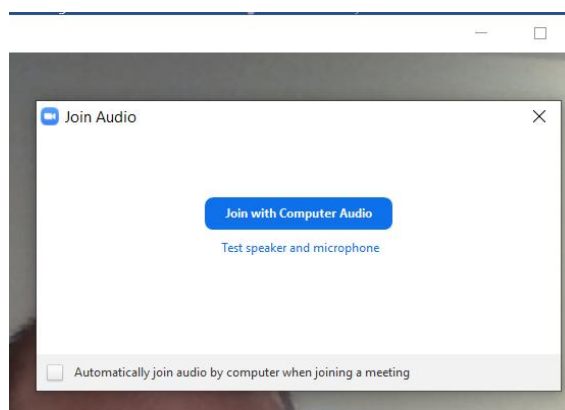 Join Audio
Join with Computer Audio
Test speaker and microphone
Automatically join audio by computer when joining a meeting